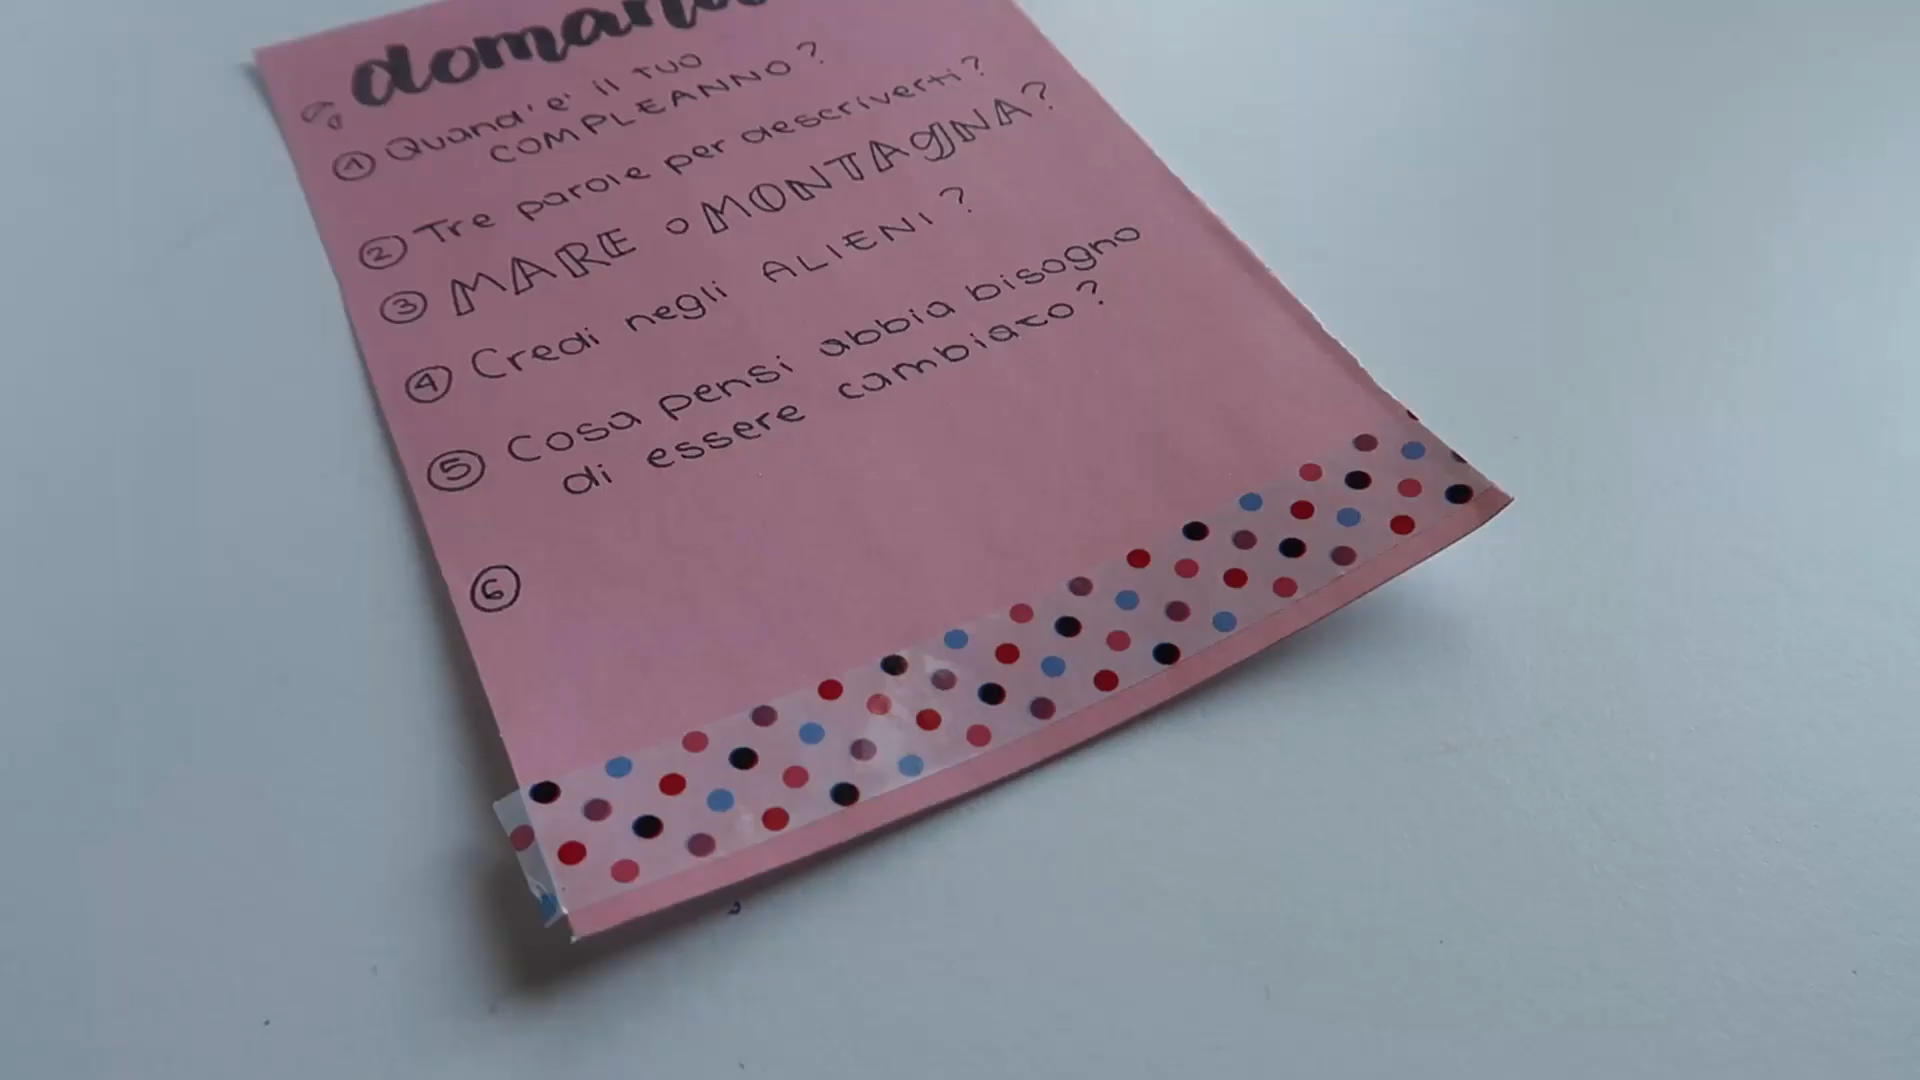 ① Quand'e' il tuo
COMPLEANNO?
② Tre parole per descriverti?
③ MARE o MONTAGNA?
④ Credi negli ALIENI?
⑤ Cosa pensi abbia bisogno
di essere cambiato?
⑥